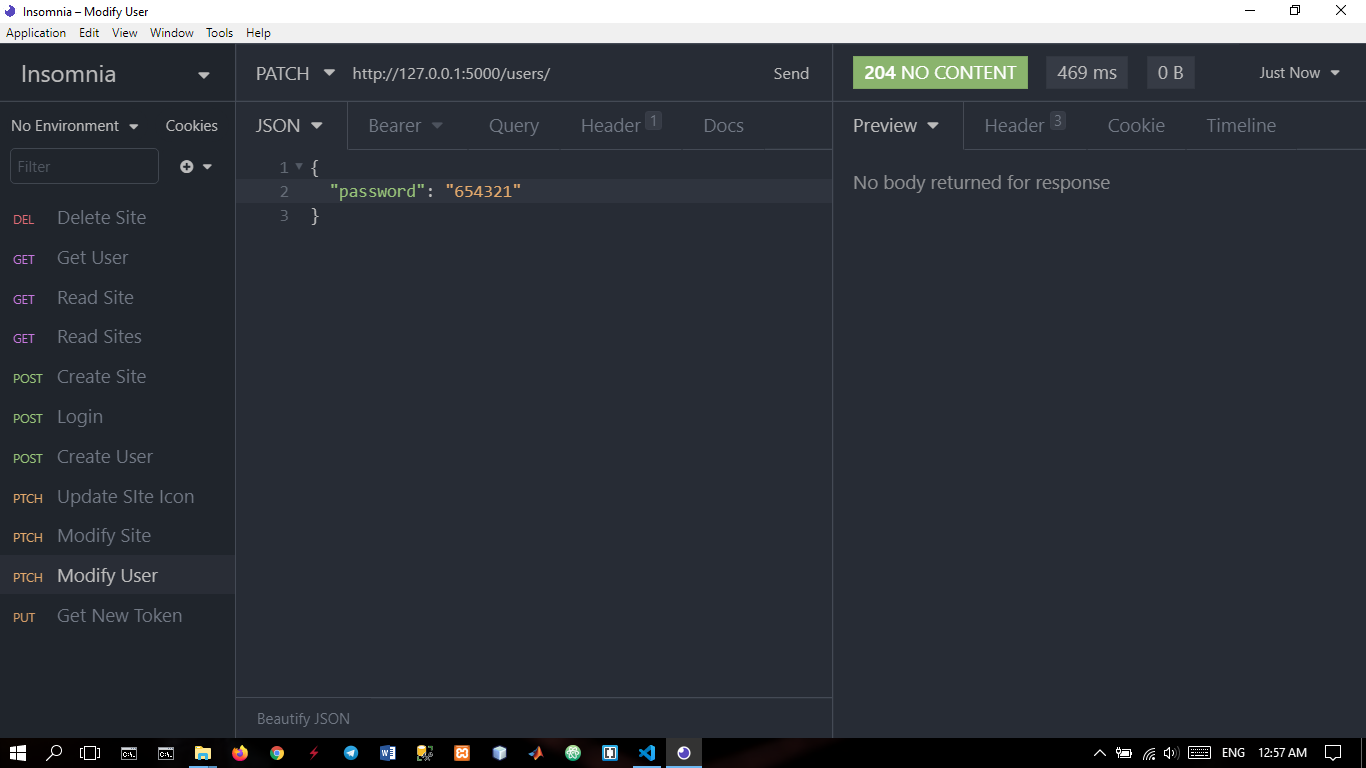 Insomnia – Modify User
Application Edit View Window Tools Help
Insomnia
PATCH http://127.0.0.1:5000/users/ Send
204 NO CONTENT 469 ms 0 B Just Now
No Environment Cookies
JSON Bearer Query Header 1 Docs
Preview Header 3 Cookie Timeline
Filter
1 {
2 "password": "654321"
3 }
No body returned for response
DEL Delete Site
GET Get User
GET Read Site
GET Read Sites
POST Create Site
POST Login
POST Create User
PTCH Update SIte Icon
PTCH Modify Site
PTCH Modify User
PUT Get New Token
Beautify JSON
ENG 12:57 AM